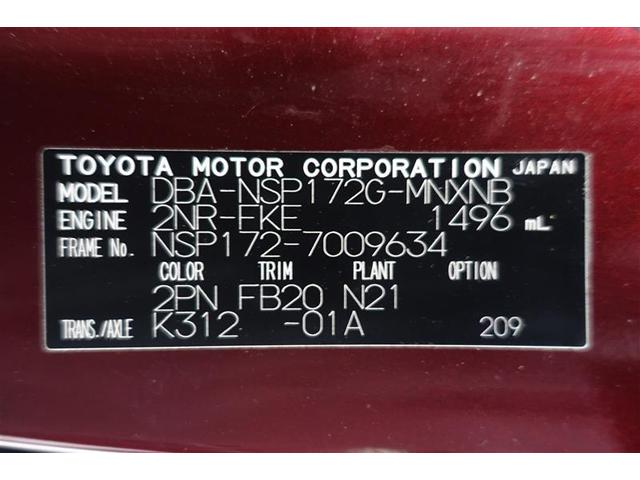 TOYOTA MOTOR CORPORATION JAPAN
MODEL DBA-NSP172G-MNXNB
ENGINE 2NR-FKE 1496 mL
FRAME No. NSP172-7009634
COLOR TRIM PLANT OPTION
2PN FB20 N21
TRANS./AXLE K312 -01A 209